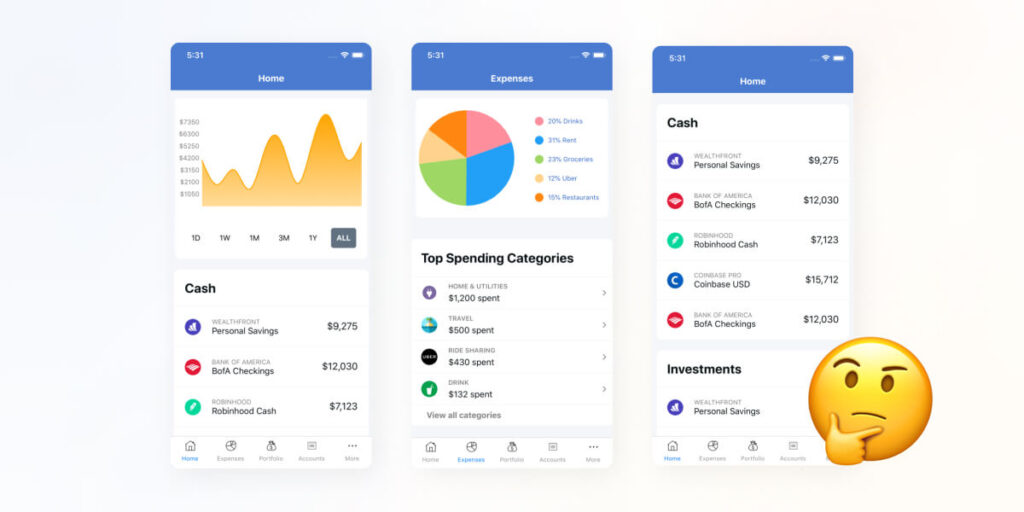 5:31
Home
$7350
$6300
$5250
$4200
$3150
$2100
$1050
1D 1W 1M 3M 1Y ALL
Cash
WEALTHFRONT
Personal Savings $9,275
BANK OF AMERICA
BofA Checkings $12,030
ROBINHOOD
Robinhood Cash $7,123
Home Expenses Portfolio Accounts More
5:31
Expenses
20% Drinks
31% Rent
23% Groceries
12% Uber
15% Restaurants
Top Spending Categories
HOME & UTILITIES
$1,200 spent
TRAVEL
$500 spent
UBER
RIDE SHARING
$430 spent
DRINK
$132 spent
View all categories
Home Expenses Portfolio Accounts More
5:31
Home
Cash
WEALTHFRONT
Personal Savings $9,275
BANK OF AMERICA
BofA Checkings $12,030
ROBINHOOD
Robinhood Cash $7,123
COINBASE PRO
Coinbase USD $15,712
BANK OF AMERICA
BofA Checkings $12,030
Investments
WEALTHFRONT
Personal Savings
Home Expenses Portfolio Accounts